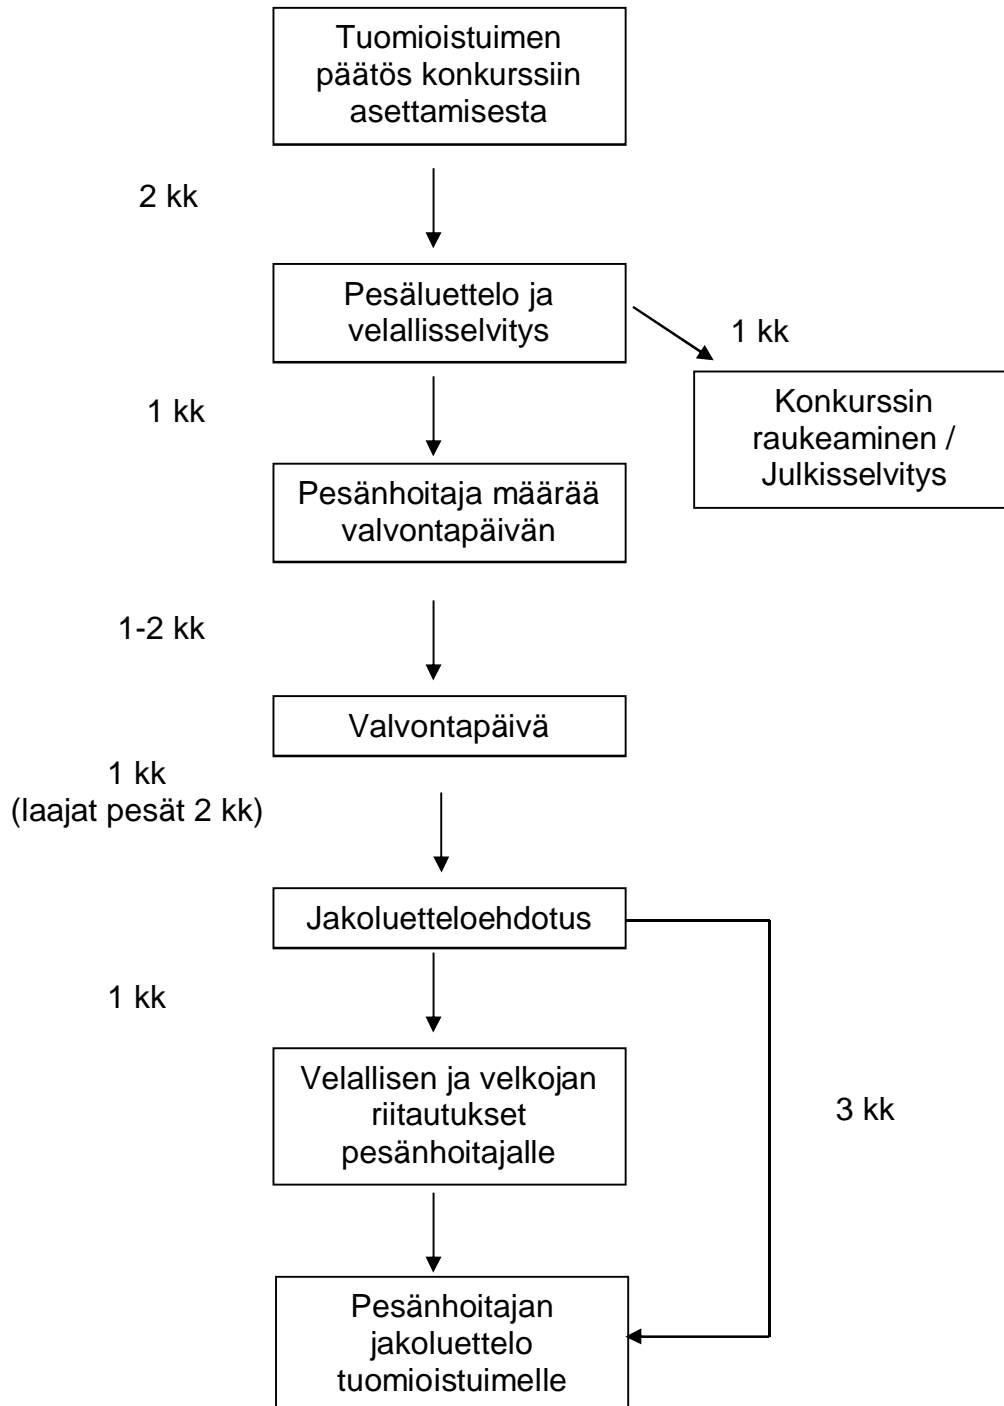 Tuomioistuimen
päätös konkurssiin
asettamisesta
2 kk
Pesäluettelo ja
velallisselvitys
1 kk
1 kk
Konkurssin
raukeaminen /
Julkisselvitys
Pesänhoitaja määrää
valvontapäivän
1-2 kk
Valvontapäivä
1 kk
(laajat pesät 2 kk)
Jakoluetteloehdotus
1 kk
Velallisen ja velkojan
riitautukset
pesänhoitajalle
3 kk
Pesänhoitajan
jakoluettelo
tuomioistuimelle